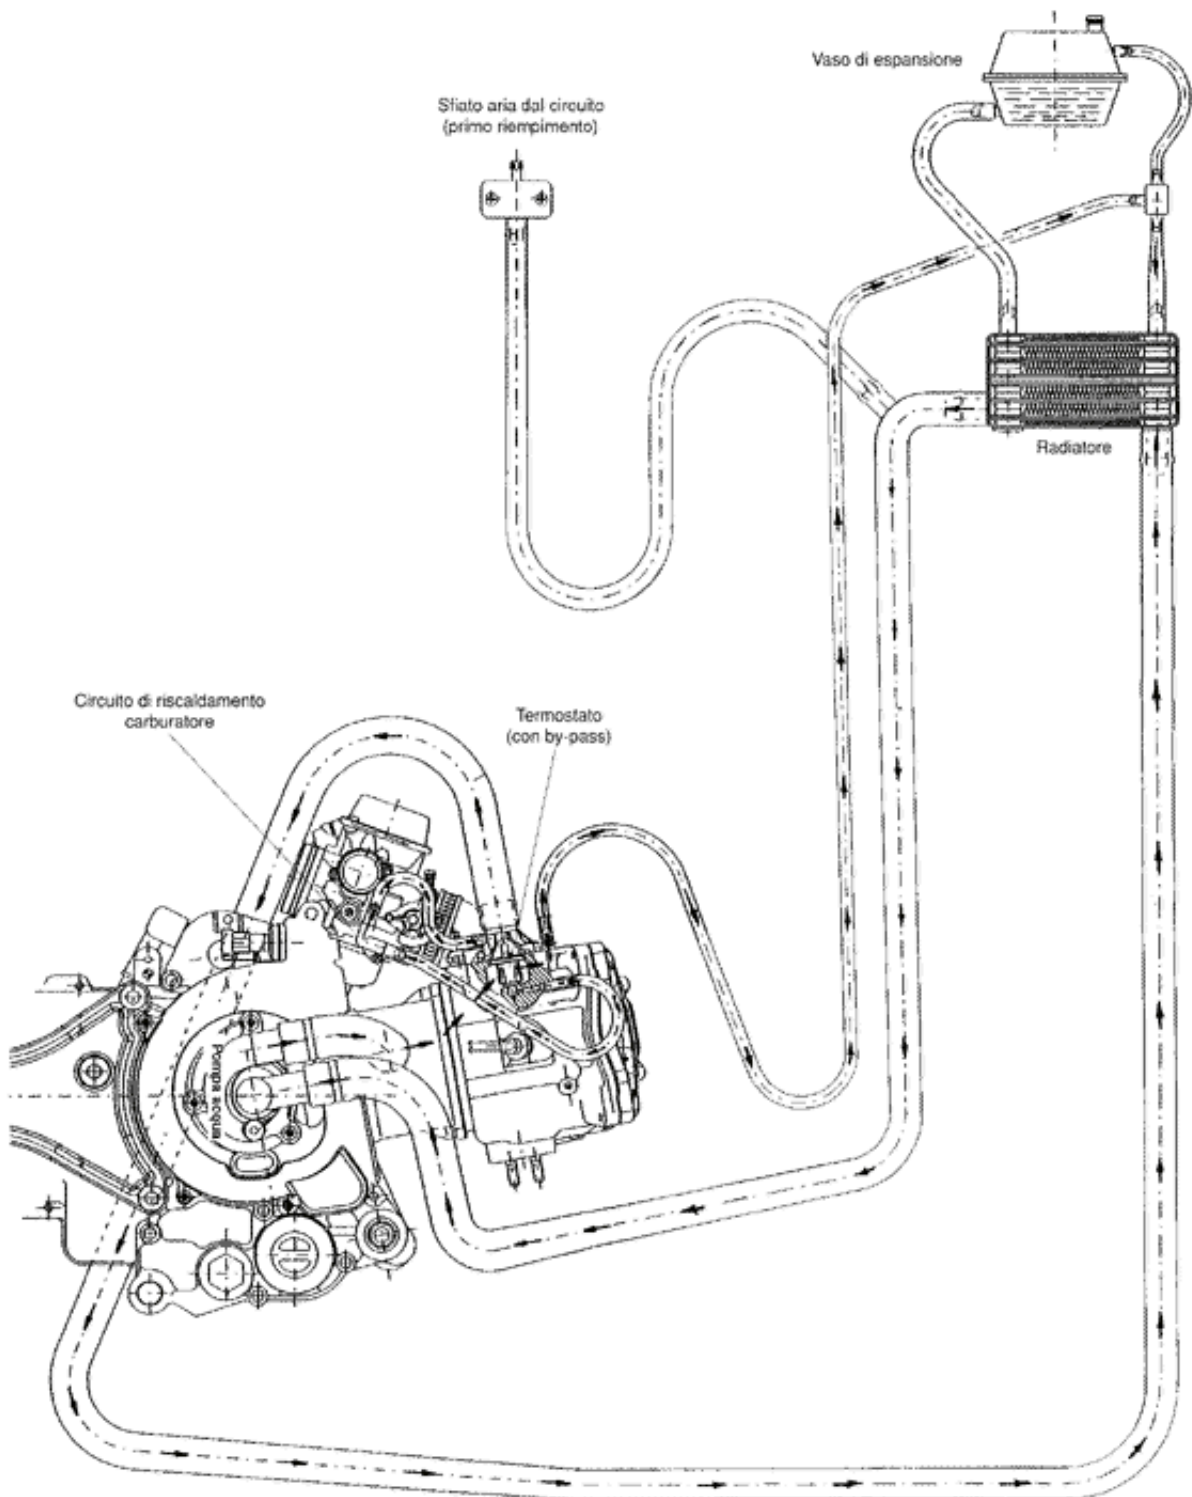 Vaso di espansione
Sfiato aria dal circuito
(primo riempimento)
Radiatore
Circuito di riscaldamento
carburatore
Termostato
(con by-pass)
Pompa acqua